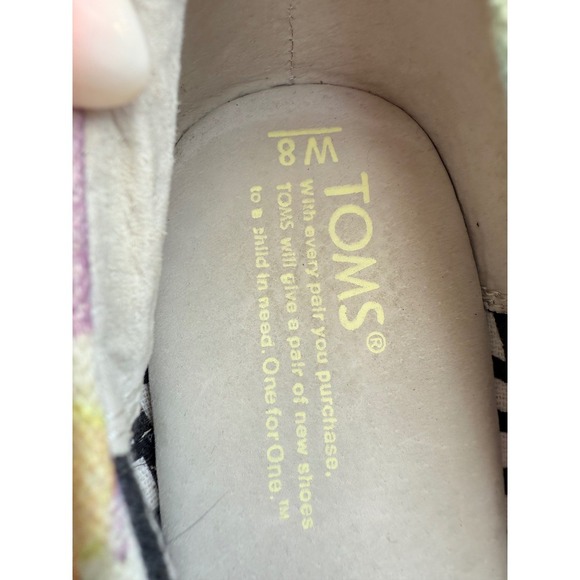 W 8
TOMS®
With every pair you purchase,
TOMS will give a pair of new shoes
to a child in need. One for One.™